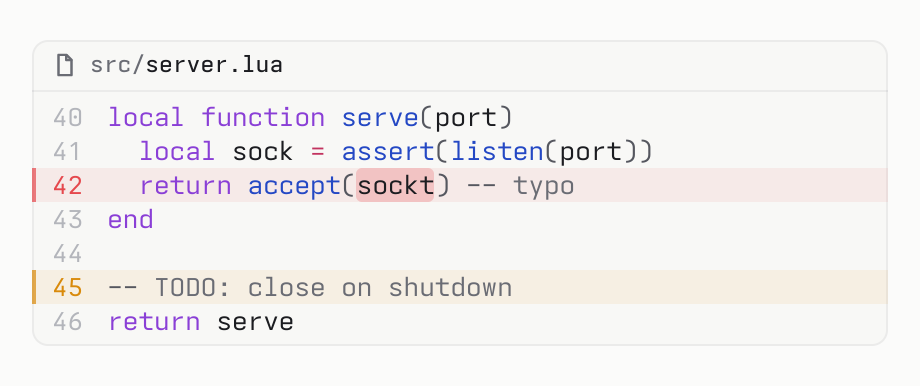 src/server.lua
40 local function serve(port)
41   local sock = assert(listen(port))
42   return accept(sockt) -- typo
43 end
44
45 -- TODO: close on shutdown
46 return serve